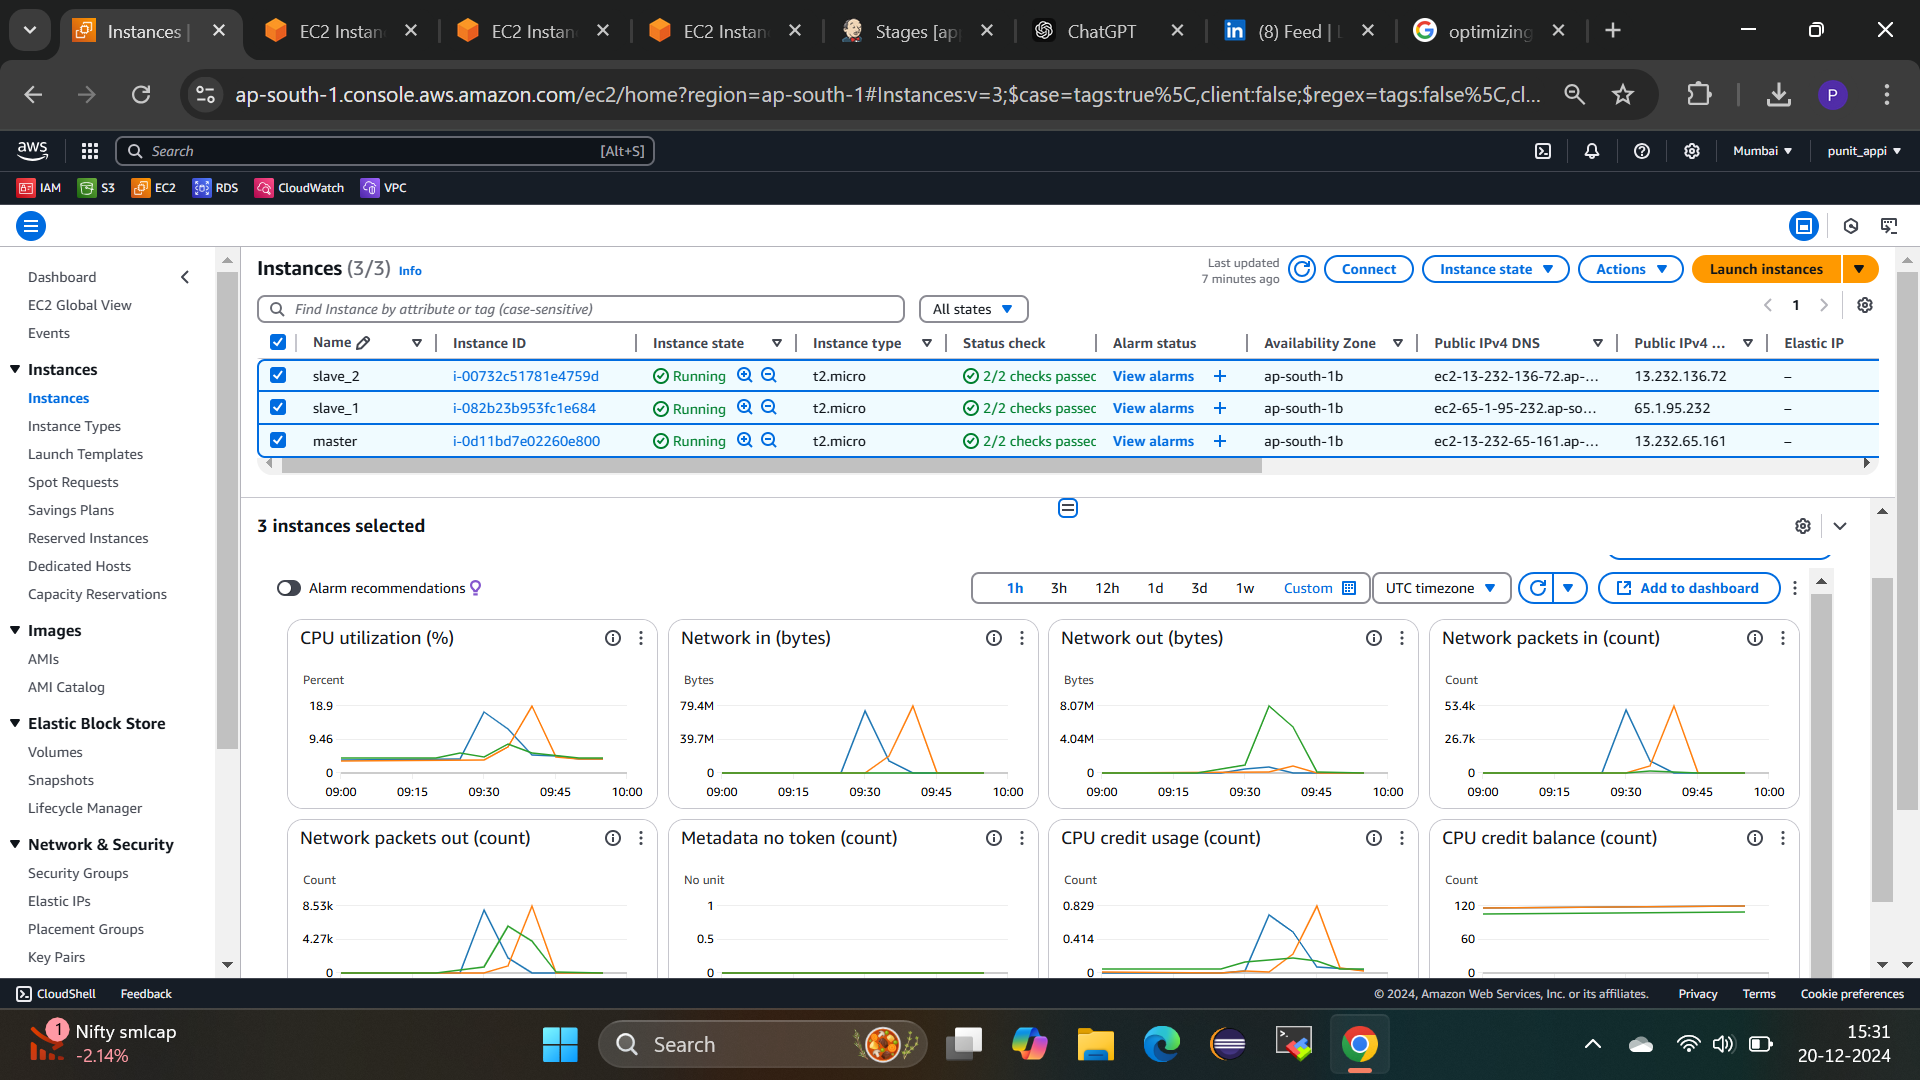 Instances |
EC2 Instan
EC2 Instan
EC2 Instan
Stages [ap
ChatGPT
(8) Feed |
optimizing
ap-south-1.console.aws.amazon.com/ec2/home?region=ap-south-1#Instances:v=3;$case=tags:true%5C,client:false;$regex=tags:false%5C,cl...
P
aws
Search
[Alt+S]
Mumbai
punit_appi
IAM
S3
EC2
RDS
CloudWatch
VPC
Dashboard
EC2 Global View
Events
Instances
Instances
Instance Types
Launch Templates
Spot Requests
Savings Plans
Reserved Instances
Dedicated Hosts
Capacity Reservations
Images
AMIs
AMI Catalog
Elastic Block Store
Volumes
Snapshots
Lifecycle Manager
Network & Security
Security Groups
Elastic IPs
Placement Groups
Key Pairs
Instances (3/3) Info
Last updated
7 minutes ago
Connect
Instance state
Actions
Launch instances
Find Instance by attribute or tag (case-sensitive)
All states
1
Name Instance ID Instance state Instance type Status check Alarm status Availability Zone Public IPv4 DNS Public IPv4 ... Elastic IP
slave_2 i-00732c51781e4759d Running t2.micro 2/2 checks passec View alarms + ap-south-1b ec2-13-232-136-72.ap-... 13.232.136.72 –
slave_1 i-082b23b953fc1e684 Running t2.micro 2/2 checks passec View alarms + ap-south-1b ec2-65-1-95-232.ap-so... 65.1.95.232 –
master i-0d11bd7e02260e800 Running t2.micro 2/2 checks passec View alarms + ap-south-1b ec2-13-232-65-161.ap-... 13.232.65.161 –
3 instances selected
Alarm recommendations
1h 3h 12h 1d 3d 1w Custom
UTC timezone
Add to dashboard
CPU utilization (%)
Percent
18.9
9.46
0
09:00 09:15 09:30 09:45 10:00
Network in (bytes)
Bytes
79.4M
39.7M
0
09:00 09:15 09:30 09:45 10:00
Network out (bytes)
Bytes
8.07M
4.04M
0
09:00 09:15 09:30 09:45 10:00
Network packets in (count)
Count
53.4k
26.7k
0
09:00 09:15 09:30 09:45 10:00
Network packets out (count)
Count
8.53k
4.27k
0
Metadata no token (count)
No unit
1
0.5
0
CPU credit usage (count)
Count
0.829
0.414
0
CPU credit balance (count)
Count
120
60
0
CloudShell
Feedback
© 2024, Amazon Web Services, Inc. or its affiliates.
Privacy
Terms
Cookie preferences
1
Nifty smlcap
-2.14%
Search
15:31
20-12-2024